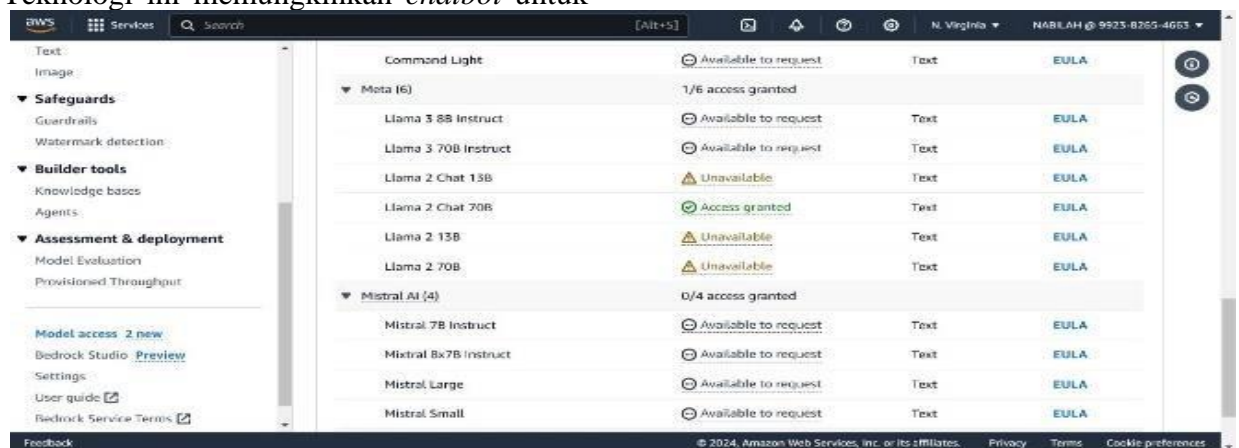 Teknologi ini memungkinkan chatbot untuk
aws Services Search [Alt+S] N. Virginia NABILAH @ 9923-8265-4663
Text
Image
Safeguards
Guardrails
Watermark detection
Builder tools
Knowledge bases
Agents
Assessment & deployment
Model Evaluation
Provisioned Throughput
Model access 2 new
Bedrock Studio Preview
Settings
User guide
Bedrock Service Terms
Command Light Available to request Text EULA
Meta (6) 1/6 access granted
Llama 3 8B Instruct Available to request Text EULA
Llama 3 70B Instruct Available to request Text EULA
Llama 2 Chat 13B Unavailable Text EULA
Llama 2 Chat 70B Access granted Text EULA
Llama 2 13B Unavailable Text EULA
Llama 2 70B Unavailable Text EULA
Mistral AI (4) 0/4 access granted
Mistral 7B Instruct Available to request Text EULA
Mixtral 8x7B Instruct Available to request Text EULA
Mistral Large Available to request Text EULA
Mistral Small Available to request Text EULA
Feedback © 2024, Amazon Web Services, Inc. or its affiliates. Privacy Terms Cookie preferences